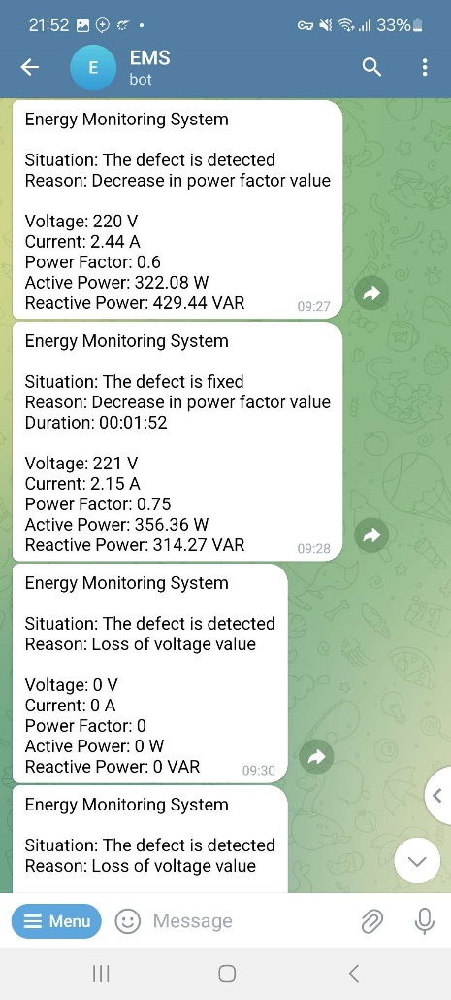 21:52
33%
E
EMS
bot
Energy Monitoring System
Situation: The defect is detected
Reason: Decrease in power factor value
Voltage: 220 V
Current: 2.44 A
Power Factor: 0.6
Active Power: 322.08 W
Reactive Power: 429.44 VAR
09:27
Energy Monitoring System
Situation: The defect is fixed
Reason: Decrease in power factor value
Duration: 00:01:52
Voltage: 221 V
Current: 2.15 A
Power Factor: 0.75
Active Power: 356.36 W
Reactive Power: 314.27 VAR
09:28
Energy Monitoring System
Situation: The defect is detected
Reason: Loss of voltage value
Voltage: 0 V
Current: 0 A
Power Factor: 0
Active Power: 0 W
Reactive Power: 0 VAR
09:30
Energy Monitoring System
Situation: The defect is detected
Reason: Loss of voltage value
Menu
Message